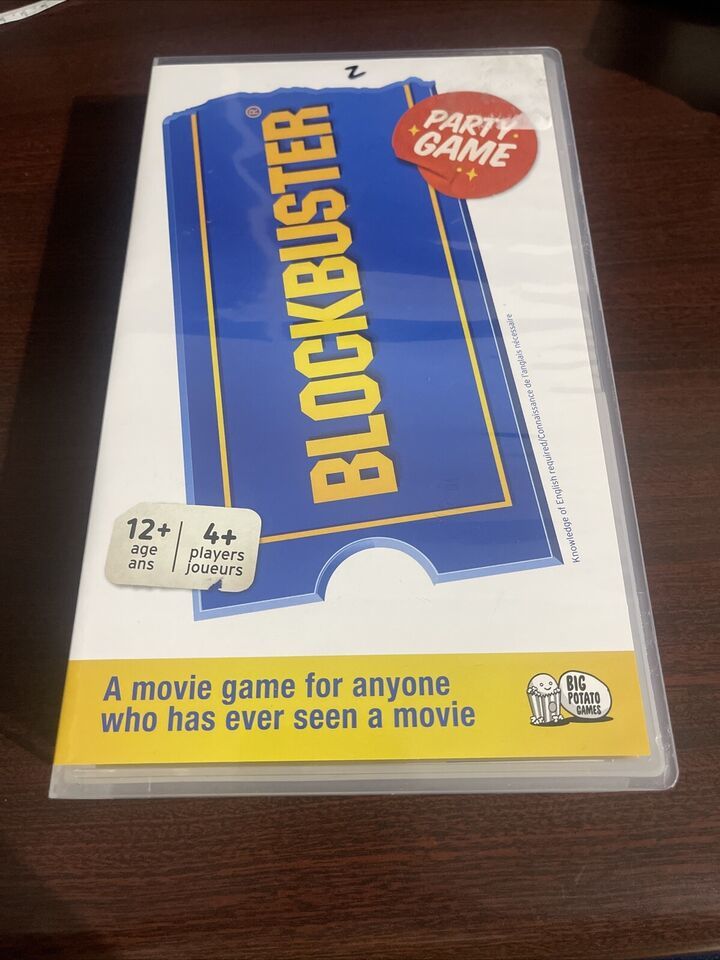 2
PARTY
GAME
BLOCKBUSTER®
Knowledge of English required/Connaissance de l'anglais nécessaire
12+
age
ans
4+
players
joueurs
A movie game for anyone
who has ever seen a movie
BIG
POTATO
GAMES